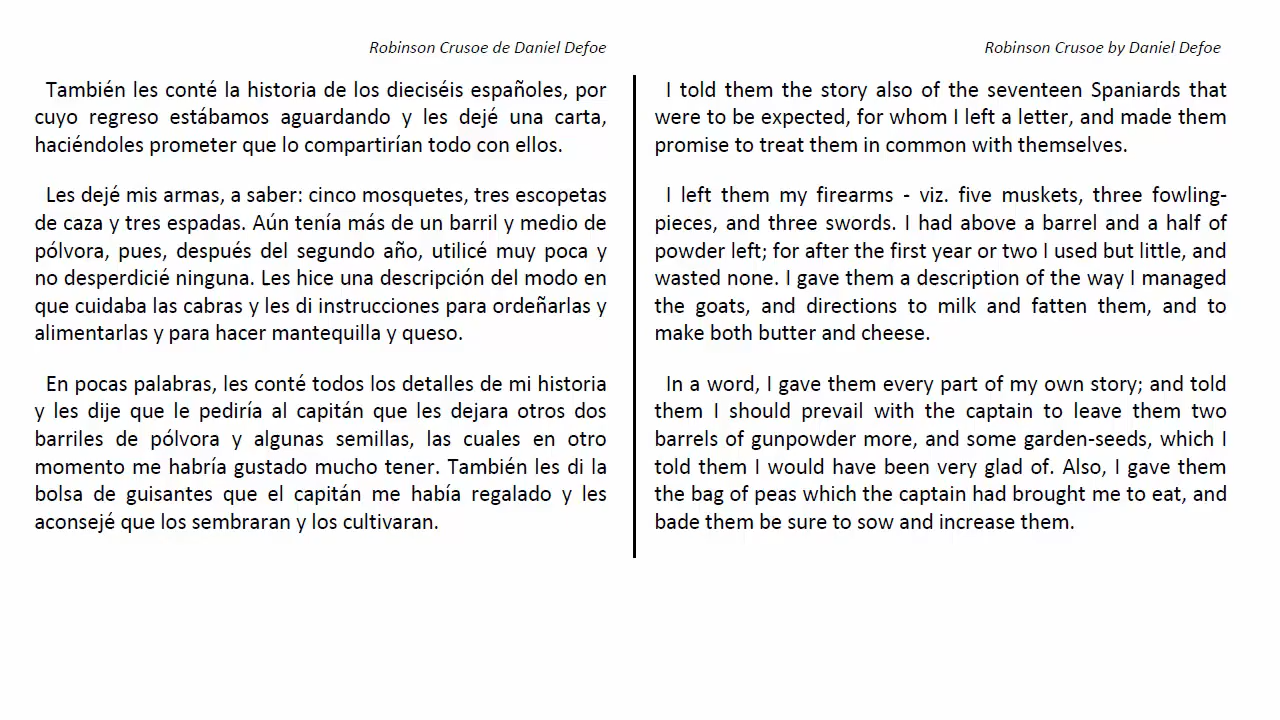 Robinson Crusoe de Daniel Defoe
También les conté la historia de los dieciséis españoles, por
cuyo regreso estábamos aguardando y les dejé una carta,
haciéndoles prometer que lo compartirían todo con ellos.
Les dejé mis armas, a saber: cinco mosquetes, tres escopetas
de caza y tres espadas. Aún tenía más de un barril y medio de
pólvora, pues, después del segundo año, utilicé muy poca y
no desperdicié ninguna. Les hice una descripción del modo en
que cuidaba las cabras y les di instrucciones para ordeñarlas y
alimentarlas y para hacer mantequilla y queso.
En pocas palabras, les conté todos los detalles de mi historia
y les dije que le pediría al capitán que les dejara otros dos
barriles de pólvora y algunas semillas, las cuales en otro
momento me habría gustado mucho tener. También les di la
bolsa de guisantes que el capitán me había regalado y les
aconsejé que los sembraran y los cultivaran.
Robinson Crusoe by Daniel Defoe
I told them the story also of the seventeen Spaniards that
were to be expected, for whom I left a letter, and made them
promise to treat them in common with themselves.
I left them my firearms - viz. five muskets, three fowling-
pieces, and three swords. I had above a barrel and a half of
powder left; for after the first year or two I used but little, and
wasted none. I gave them a description of the way I managed
the goats, and directions to milk and fatten them, and to
make both butter and cheese.
In a word, I gave them every part of my own story; and told
them I should prevail with the captain to leave them two
barrels of gunpowder more, and some garden-seeds, which I
told them I would have been very glad of. Also, I gave them
the bag of peas which the captain had brought me to eat, and
bade them be sure to sow and increase them.